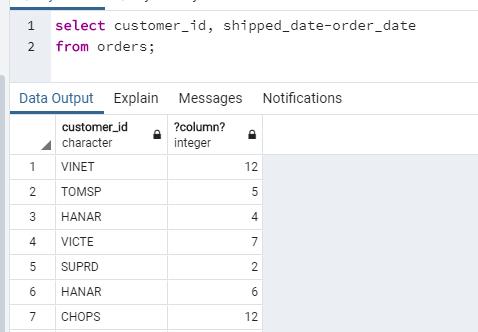 1 select customer_id, shipped_date-order_date
2 from orders;
Data Output Explain Messages Notifications
customer_id ?column?
character integer
1 VINET 12
2 TOMSP 5
3 HANAR 4
4 VICTE 7
5 SUPRD 2
6 HANAR 6
7 CHOPS 12